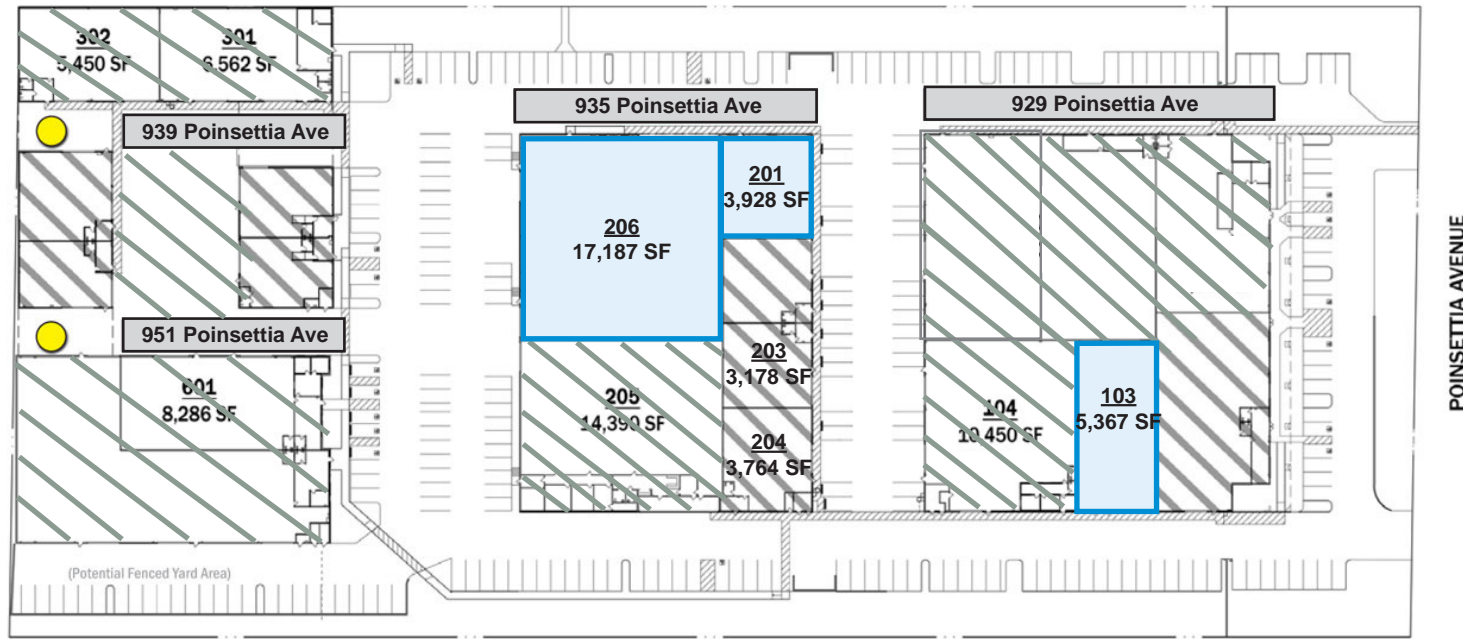 302
5,450 SF
301
6,562 SF
939 Poinsettia Ave
951 Poinsettia Ave
601
8,286 SF
(Potential Fenced Yard Area)
935 Poinsettia Ave
206
17,187 SF
201
3,928 SF
203
3,178 SF
205
14,390 SF
204
3,764 SF
929 Poinsettia Ave
104
10,450 SF
103
5,367 SF
POINSETTIA AVENUE